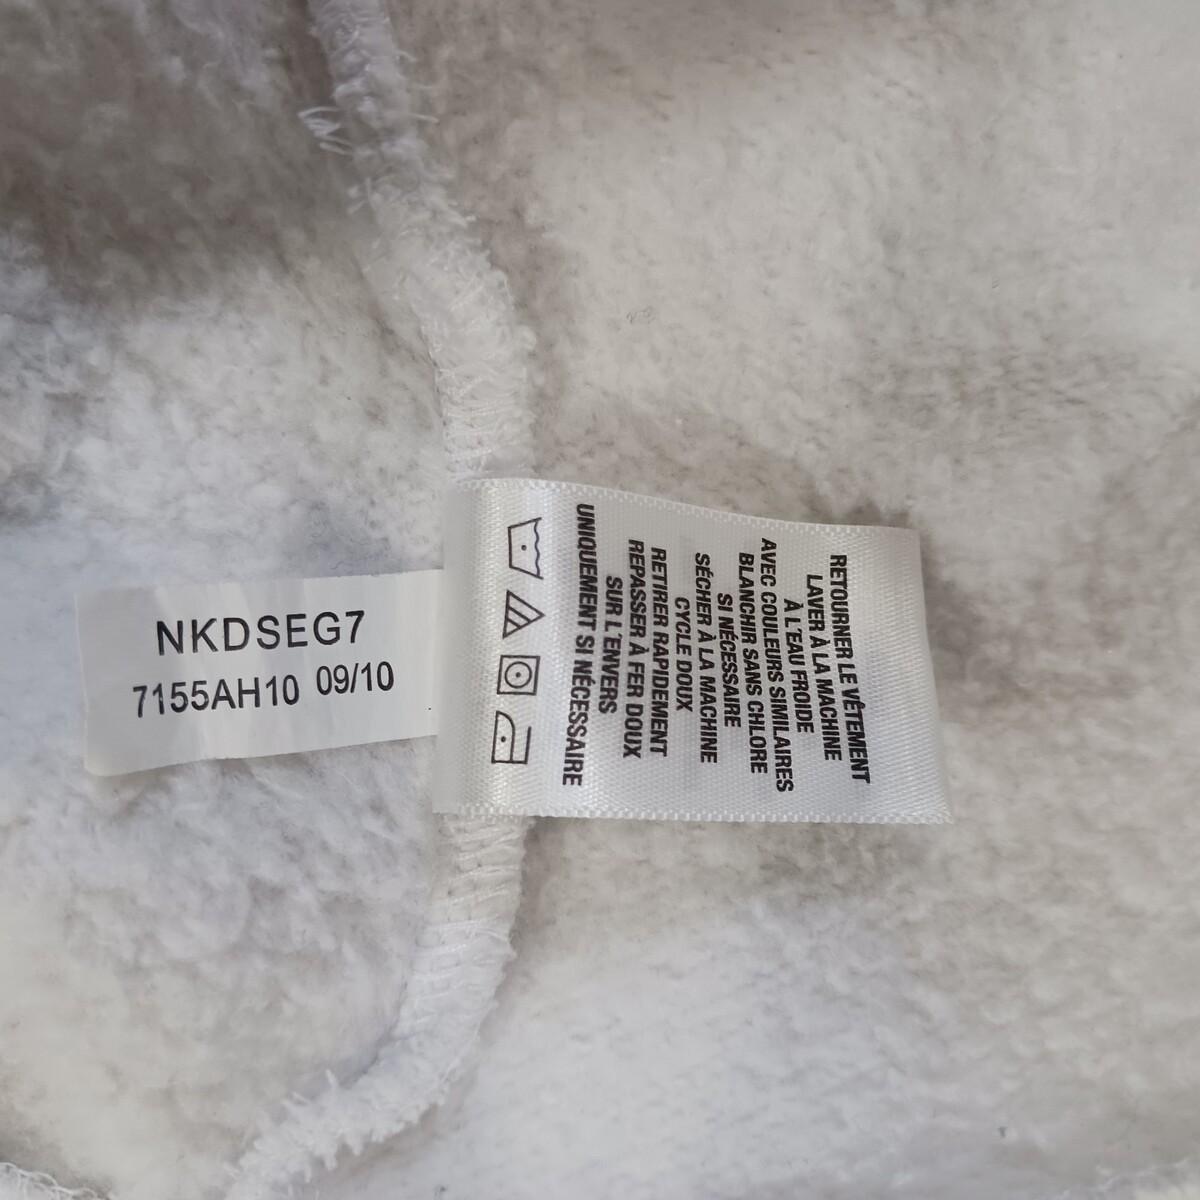 NKDSEG7
7155AH10 09/10
RETOURNER LE VÊTEMENT
LAVER À LA MACHINE
À L'EAU FROIDE
AVEC COULEURS SIMILAIRES
BLANCHIR SANS CHLORE
SI NÉCESSAIRE
SÉCHER À LA MACHINE
CYCLE DOUX
RETIRER RAPIDEMENT
REPASSER À FER DOUX
SUR L'ENVERS
UNIQUEMENT SI NÉCESSAIRE